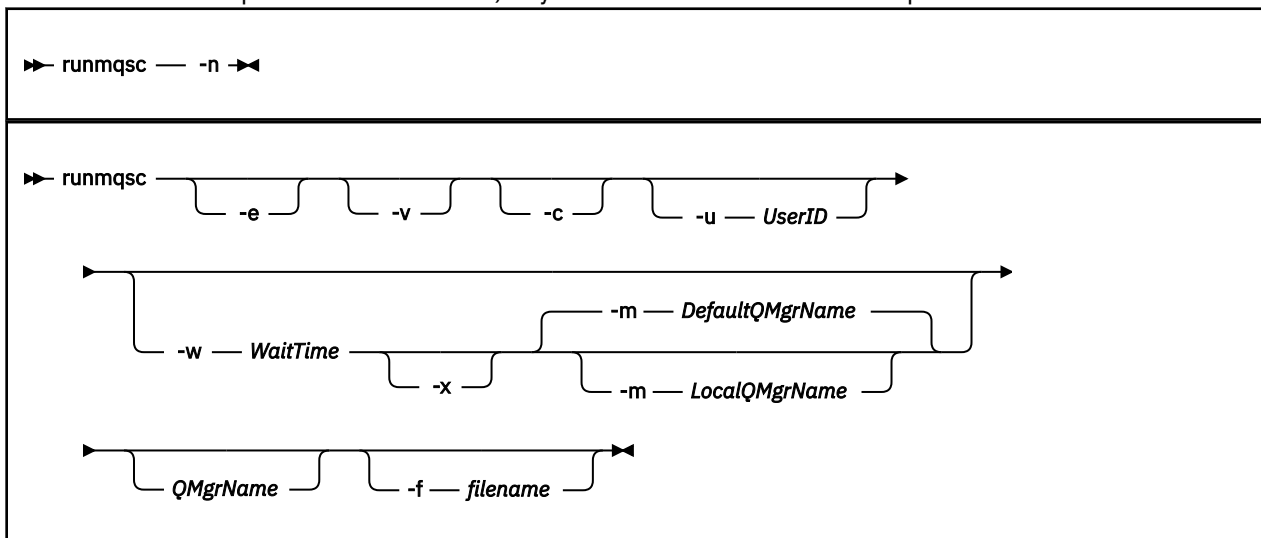 runmqsc — -n
runmqsc
-e -v -c -u — UserID
-m — DefaultQMgrName
-w — WaitTime
-x -m — LocalQMgrName
QMgrName -f — filename